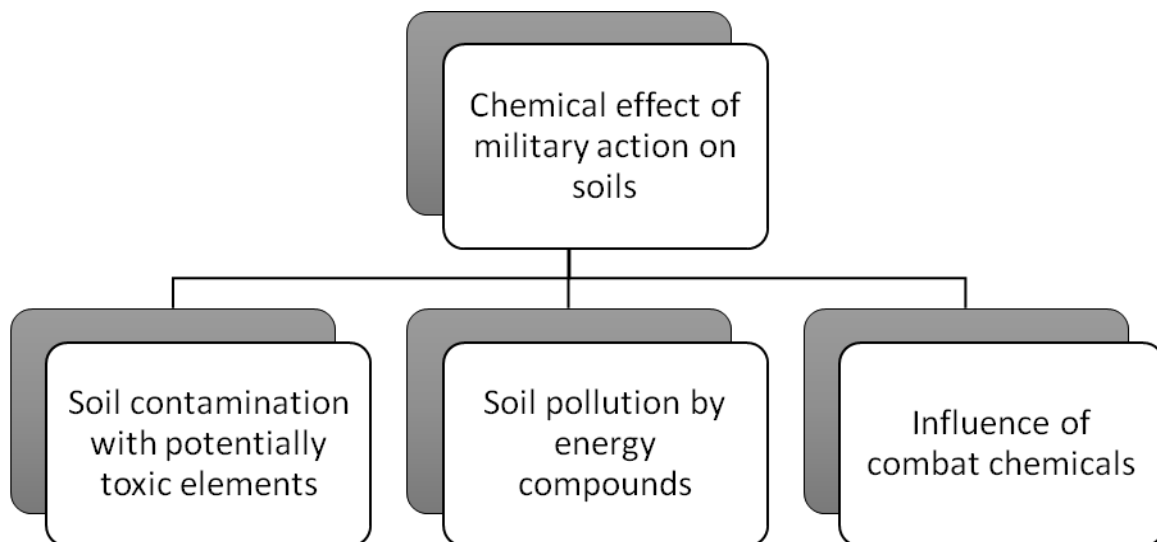 Chemical effect of
military action on
soils
Soil contamination
with potentially
toxic elements
Soil pollution by
energy
compounds
Influence of
combat chemicals